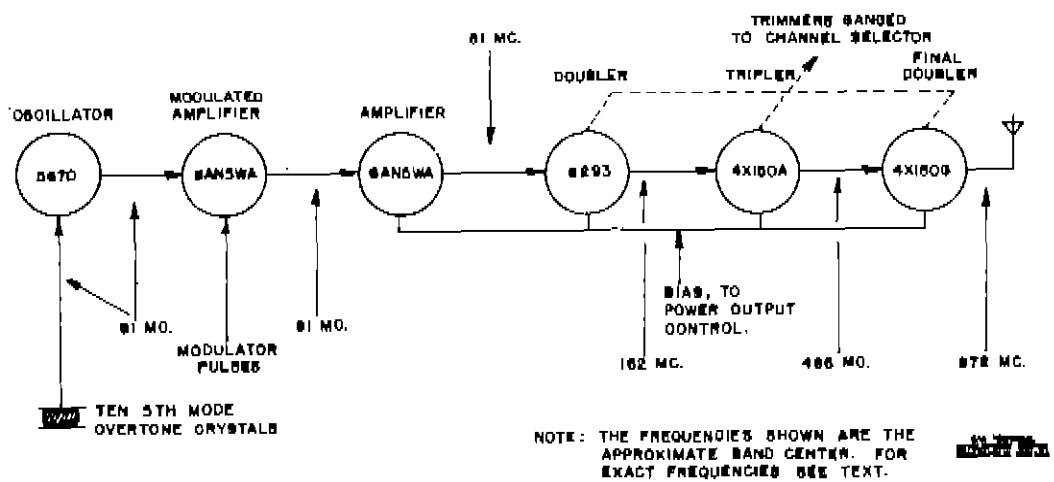 81 MC.
TRIMMERS GANGED
TO CHANNEL SELECTOR
DOUBLER
TRIPLER
FINAL
DOUBLER
OSCILLATOR
MODULATED
AMPLIFIER
AMPLIFIER
5670
6AN5WA
6AN5WA
6293
4X150A
4X150G
81 MC.
81 MC.
BIAS, TO
POWER OUTPUT
CONTROL.
MODULATOR
PULSES
162 MC.
486 MC.
972 MC.
TEN 5TH MODE
OVERTONE CRYSTALS
NOTE: THE FREQUENCIES SHOWN ARE THE
APPROXIMATE BAND CENTER. FOR
EXACT FREQUENCIES SEE TEXT.